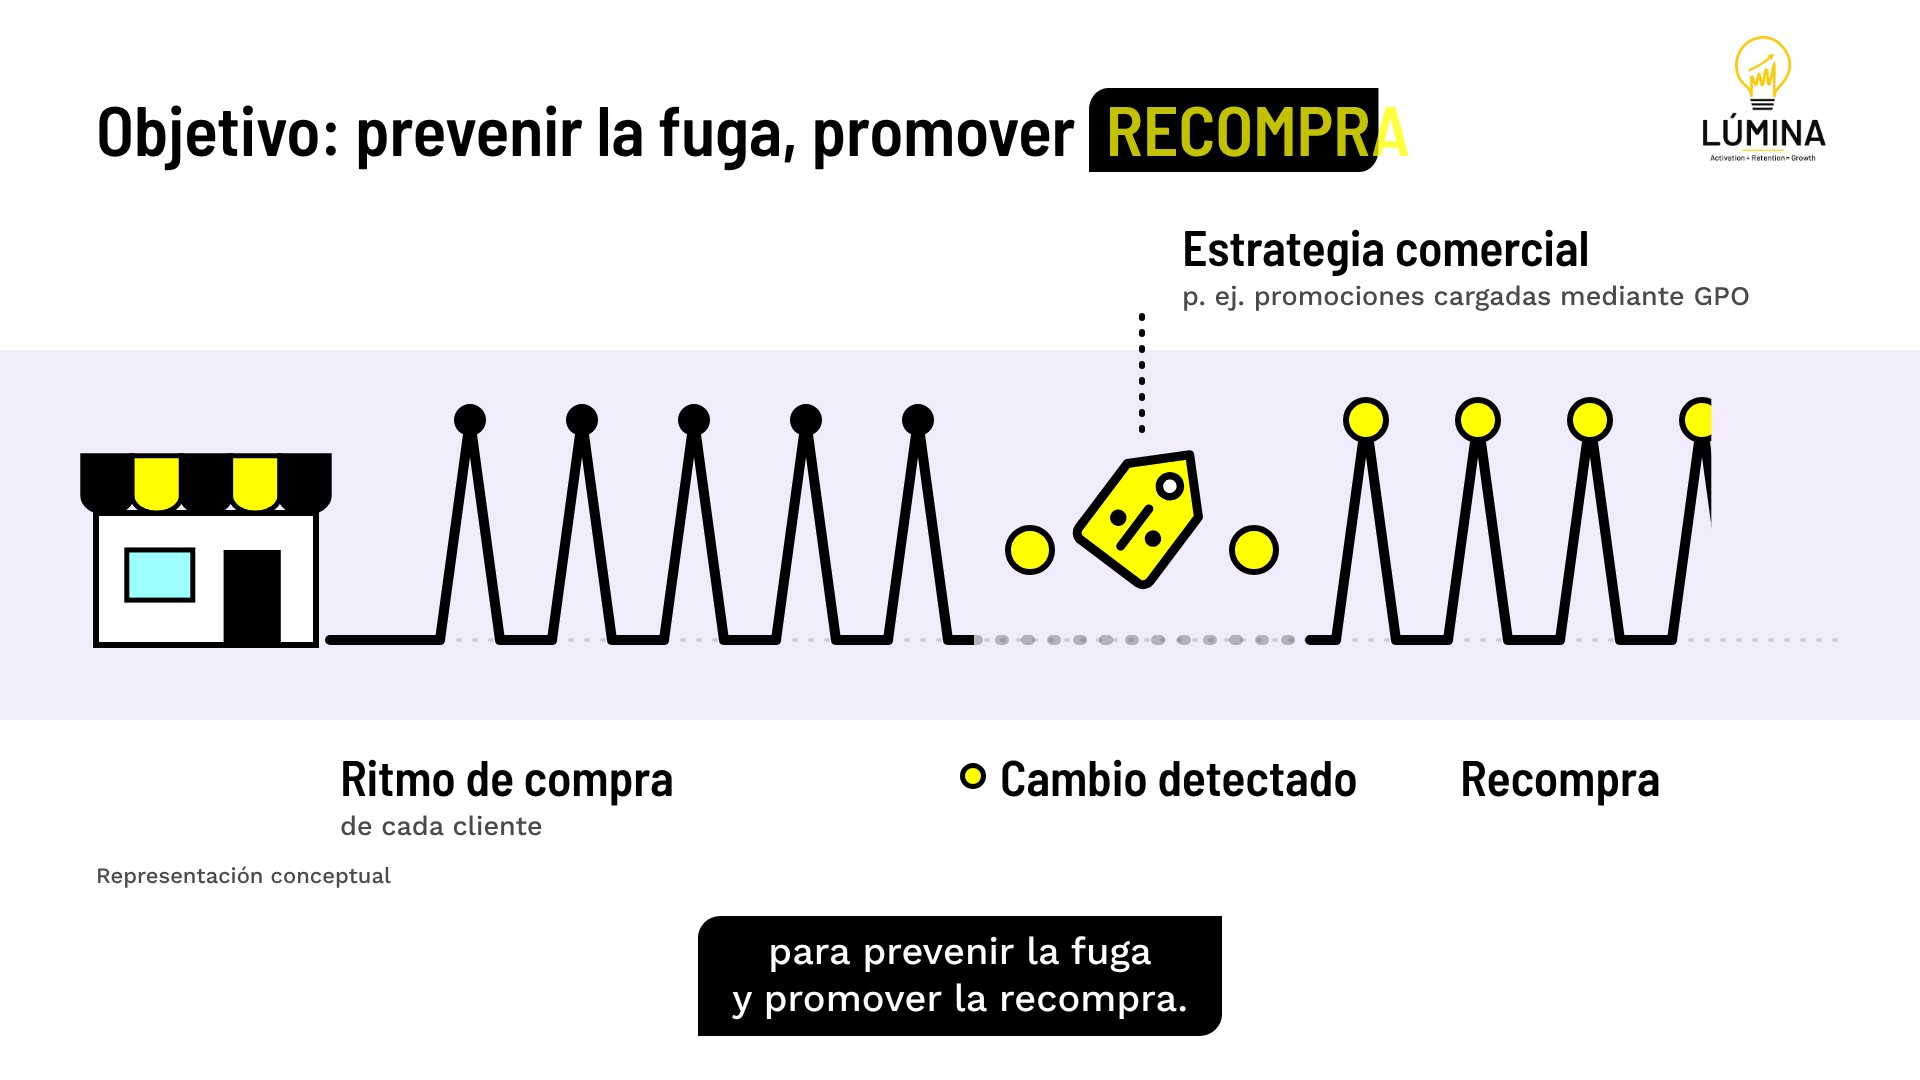 Objetivo: prevenir la fuga, promover RECOMPRA
LÚMINA
Activation + Retention = Growth
Estrategia comercial
p. ej. promociones cargadas mediante GPO
Ritmo de compra
de cada cliente
Cambio detectado
Recompra
Representación conceptual
para prevenir la fuga
y promover la recompra.